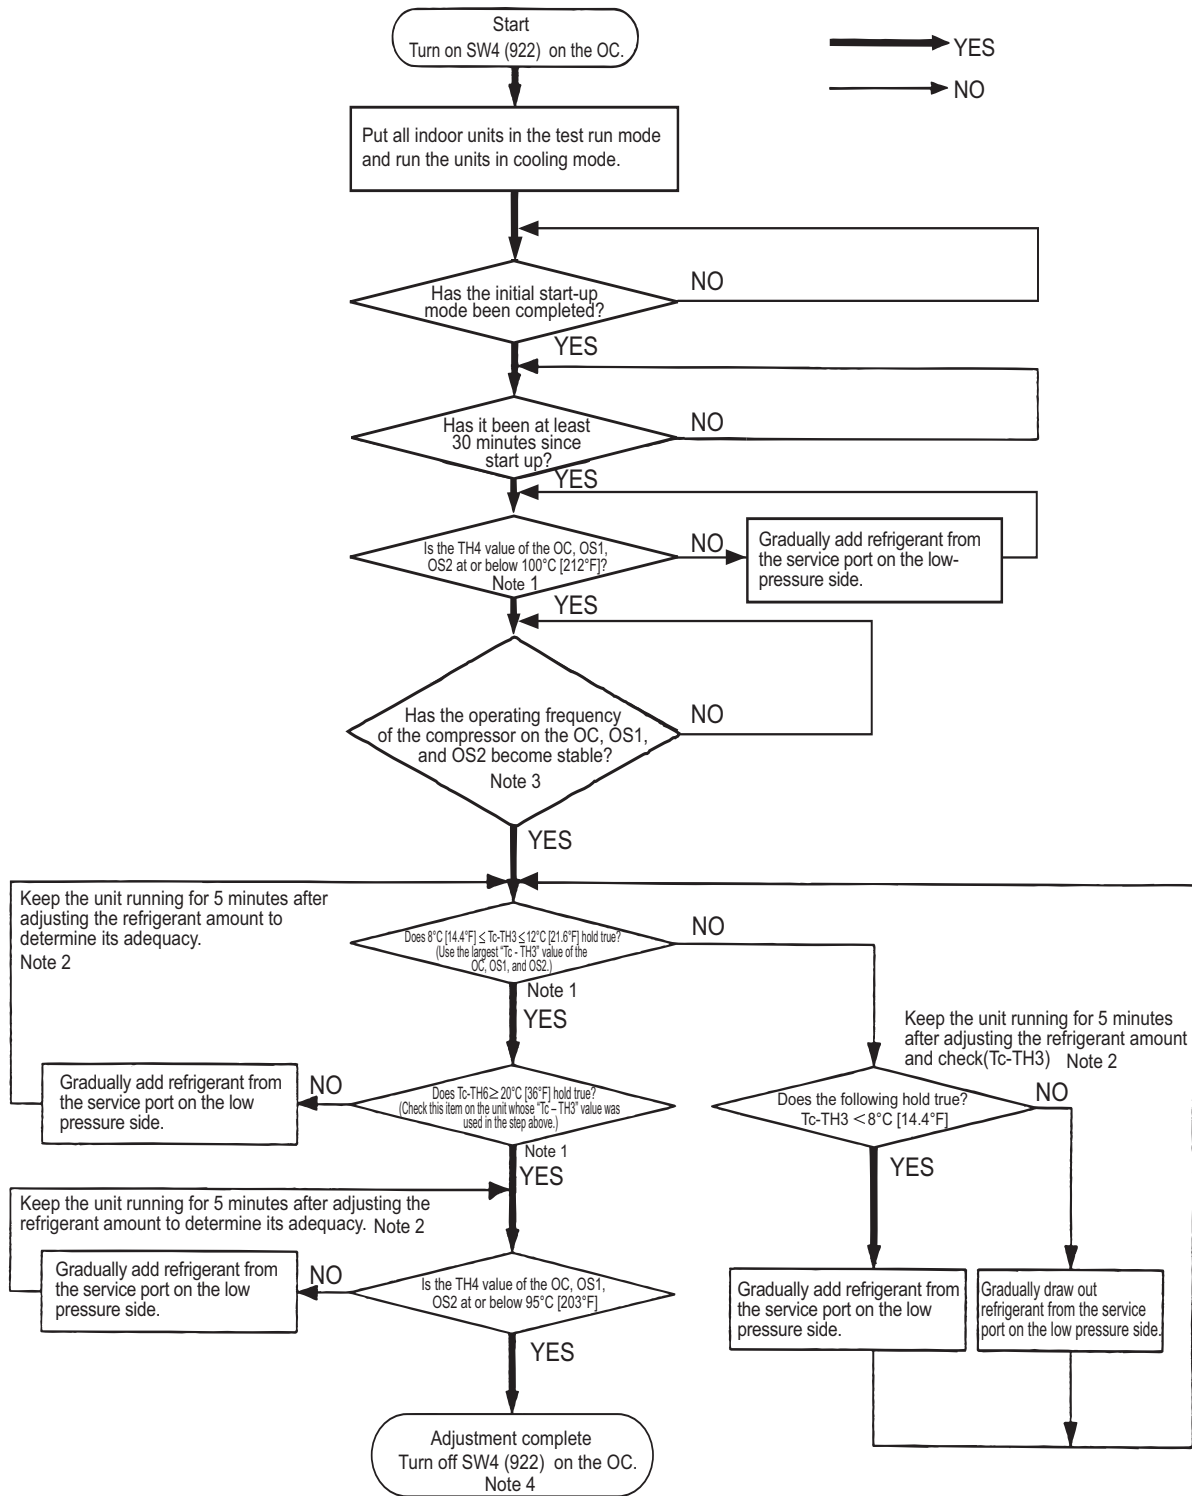 Start
Turn on SW4 (922) on the OC.
YES
NO
Put all indoor units in the test run mode
and run the units in cooling mode.
Has the initial start-up
mode been completed?
NO
YES
Has it been at least
30 minutes since
start up?
NO
YES
Is the TH4 value of the OC, OS1,
OS2 at or below 100°C [212°F]?
Note 1
NO
Gradually add refrigerant from
the service port on the low-
pressure side.
YES
Has the operating frequency
of the compressor on the OC, OS1,
and OS2 become stable?
Note 3
NO
YES
Keep the unit running for 5 minutes after
adjusting the refrigerant amount to
determine its adequacy.
Note 2
Does 8°C [14.4°F] ≤ Tc-TH3 ≤ 12°C [21.6°F] hold true?
(Use the largest "Tc - TH3" value of the
OC, OS1, and OS2.)
Note 1
NO
YES
Keep the unit running for 5 minutes
after adjusting the refrigerant amount
and check(Tc-TH3) Note 2
Gradually add refrigerant from
the service port on the low
pressure side.
NO
Does Tc-TH6 ≥ 20°C [36°F] hold true?
(Check this item on the unit whose "Tc – TH3" value was
used in the step above.)
Note 1
YES
Does the following hold true?
Tc-TH3 < 8°C [14.4°F]
NO
YES
Keep the unit running for 5 minutes after adjusting the
refrigerant amount to determine its adequacy. Note 2
Gradually add refrigerant from
the service port on the low
pressure side.
NO
Is the TH4 value of the OC, OS1,
OS2 at or below 95°C [203°F]
YES
Gradually add refrigerant from
the service port on the low
pressure side.
Gradually draw out
refrigerant from the service
port on the low pressure side.
Adjustment complete
Turn off SW4 (922) on the OC.
Note 4